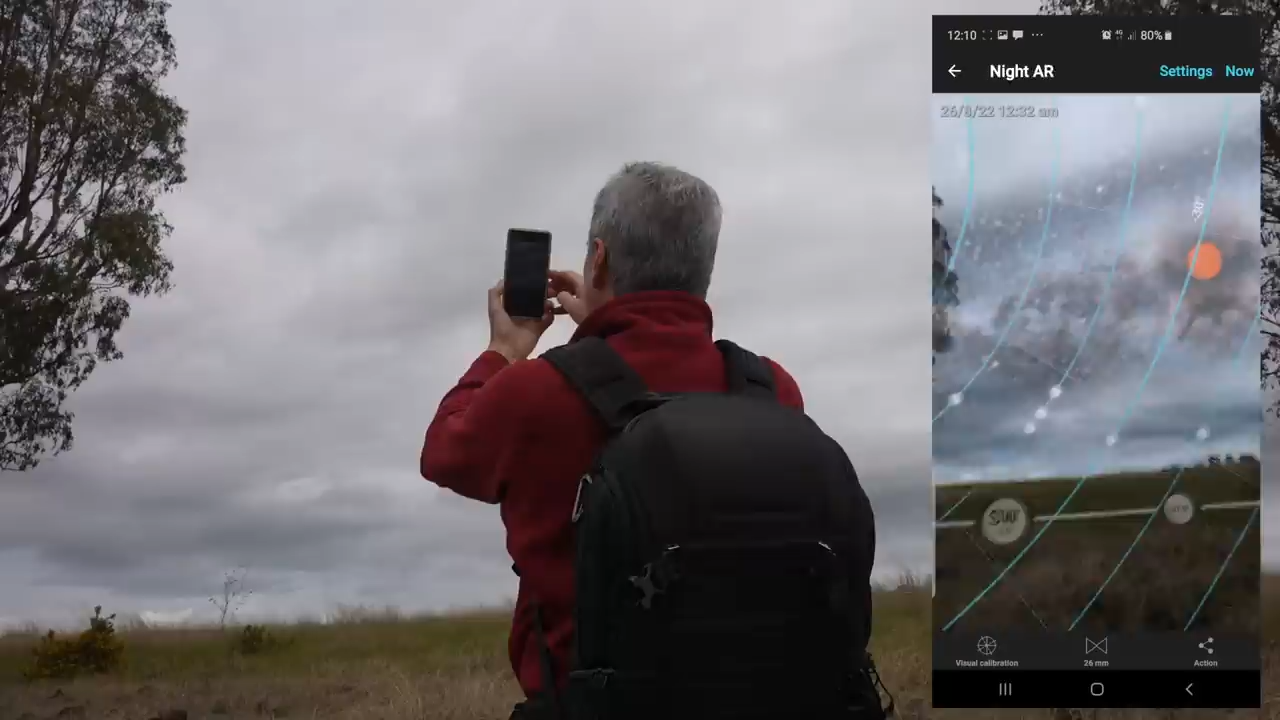 12:10
80%
Night AR
Settings Now
26/8/22 12:32 am
SW
Visual calibration
26 mm
Action